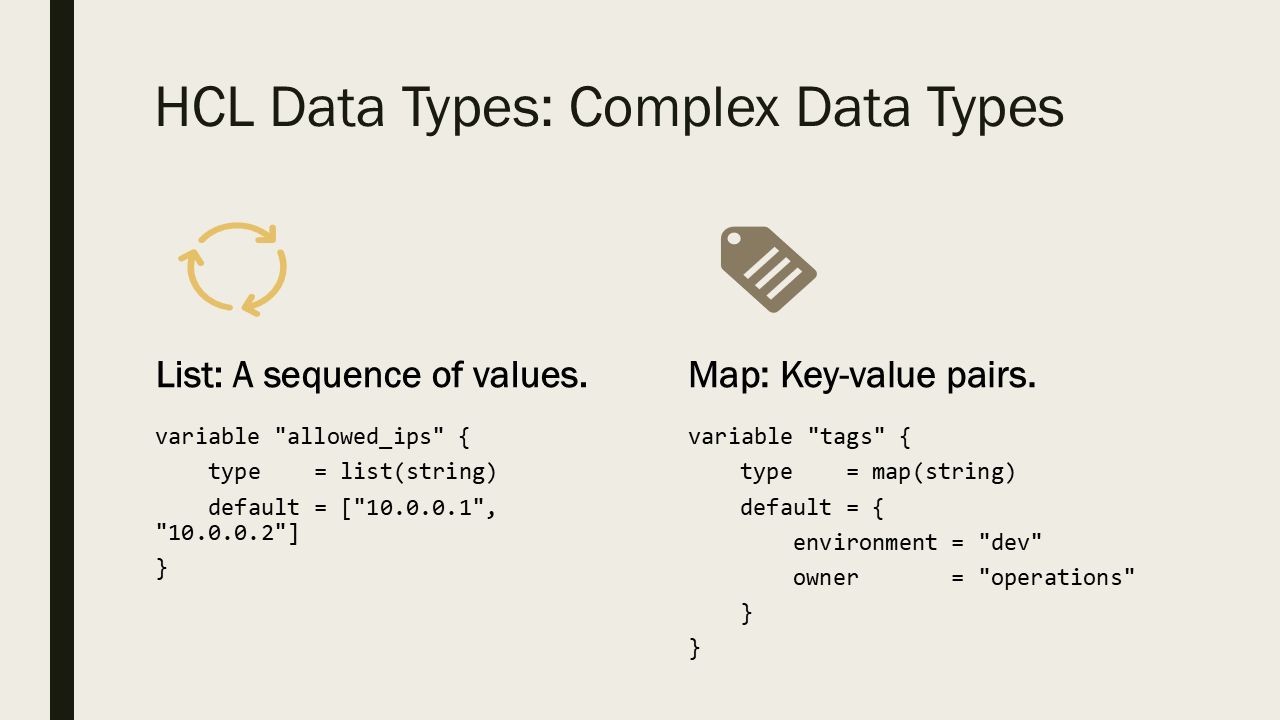 HCL Data Types: Complex Data Types
List: A sequence of values.
variable "allowed_ips" {
    type    = list(string)
    default = ["10.0.0.1",
"10.0.0.2"]
}
Map: Key-value pairs.
variable "tags" {
    type    = map(string)
    default = {
        environment = "dev"
        owner       = "operations"
    }
}